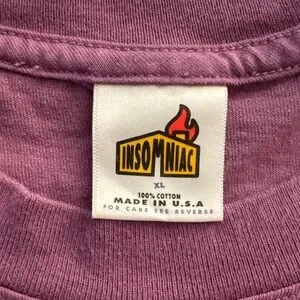 INSOMNIAC
XL
100% COTTON
MADE IN U.S.A
FOR CARE SEE REVERSE